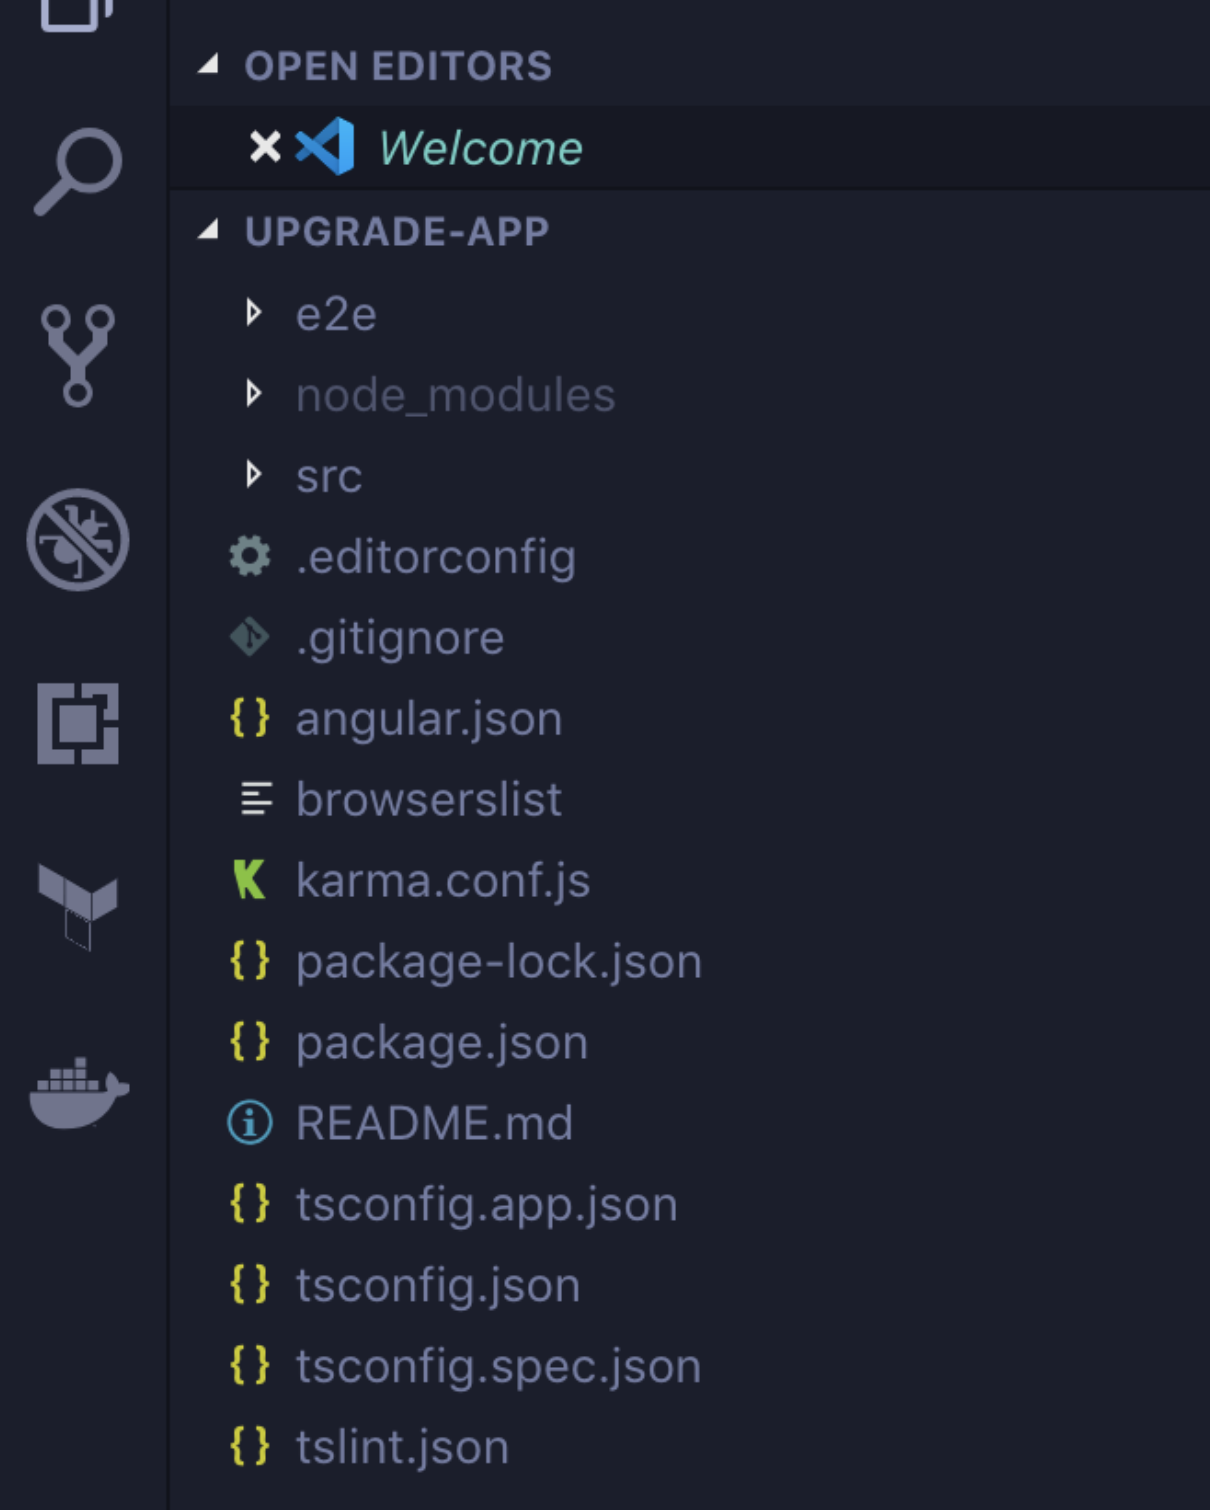 OPEN EDITORS
Welcome
UPGRADE-APP
e2e
node_modules
src
.editorconfig
.gitignore
angular.json
browserslist
karma.conf.js
package-lock.json
package.json
README.md
tsconfig.app.json
tsconfig.json
tsconfig.spec.json
tslint.json